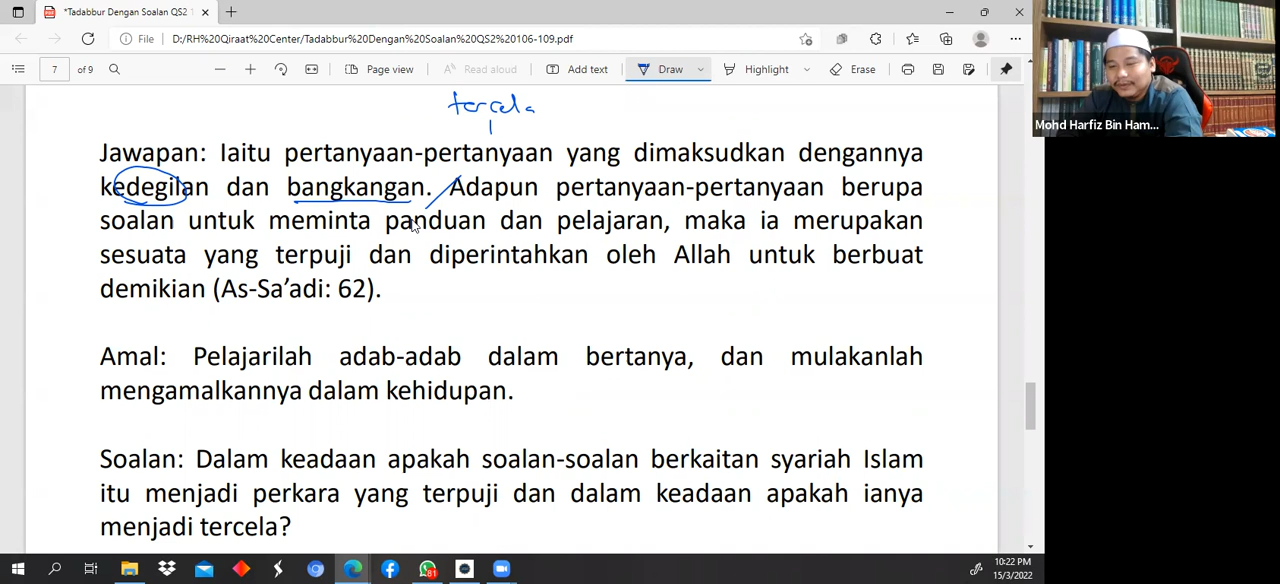 *Tadabbur Dengan Soalan QS2 1
File
D:/RH%20Qiraat%20Center/Tadabbur%20Dengan%20Soalan%20QS2%20106-109.pdf
7 of 9
Page view
Read aloud
Add text
Draw
Highlight
Erase
Mohd Harfiz Bin Ham...
tercela
Jawapan: Iaitu pertanyaan-pertanyaan yang dimaksudkan dengannya
kedegilan dan bangkangan. Adapun pertanyaan-pertanyaan berupa
soalan untuk meminta panduan dan pelajaran, maka ia merupakan
sesuata yang terpuji dan diperintahkan oleh Allah untuk berbuat
demikian (As-Sa’adi: 62).
Amal: Pelajarilah adab-adab dalam bertanya, dan mulakanlah
mengamalkannya dalam kehidupan.
Soalan: Dalam keadaan apakah soalan-soalan berkaitan syariah Islam
itu menjadi perkara yang terpuji dan dalam keadaan apakah ianya
menjadi tercela?
81
10:22 PM
15/3/2022